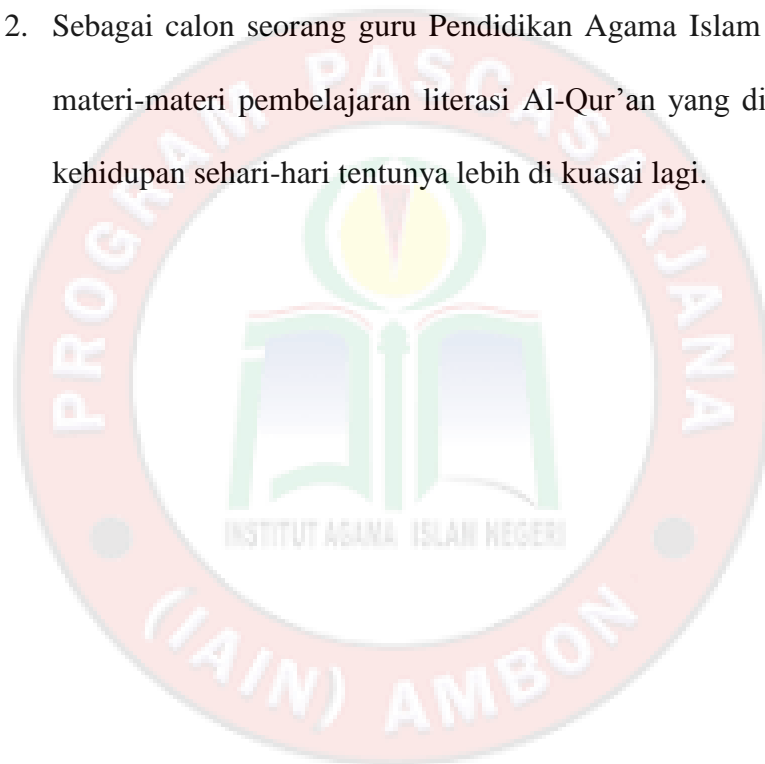 2. Sebagai calon seorang guru Pendidikan Agama Islam
materi-materi pembelajaran literasi Al-Qur’an yang di
kehidupan sehari-hari tentunya lebih di kuasai lagi.
PROGRAM PASCASARJANA
INSTITUT AGAMA ISLAM NEGERI
(IAIN) AMBON